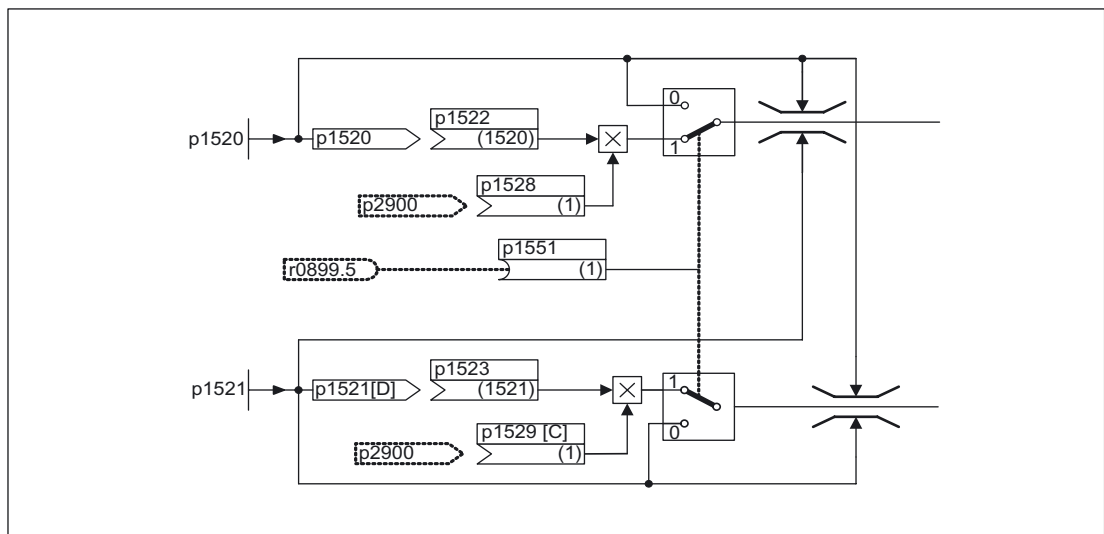 0
p1522
p1520
p1520
(1520)
1
p1528
p2900
(1)
p1551
r0899.5
(1)
p1523
1
p1521
p1521[D]
(1521)
p1529 [C]
0
p2900
(1)